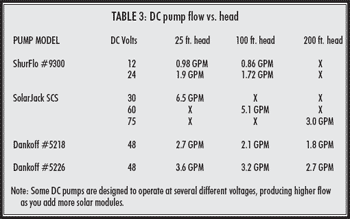 TABLE 3: DC pump flow vs. head
PUMP MODEL DC Volts 25 ft. head 100 ft. head 200 ft. head
ShurFlo #9300 12 0.98 GPM 0.86 GPM X
24 1.9 GPM 1.72 GPM X
SolarJack SCS 30 6.5 GPM X X
60 X 5.1 GPM X
75 X X 3.0 GPM
Dankoff #5218 48 2.7 GPM 2.1 GPM 1.8 GPM
Dankoff #5226 48 3.6 GPM 3.2 GPM 2.7 GPM
Note: Some DC pumps are designed to operate at several different voltages, producing higher flow
as you add more solar modules.